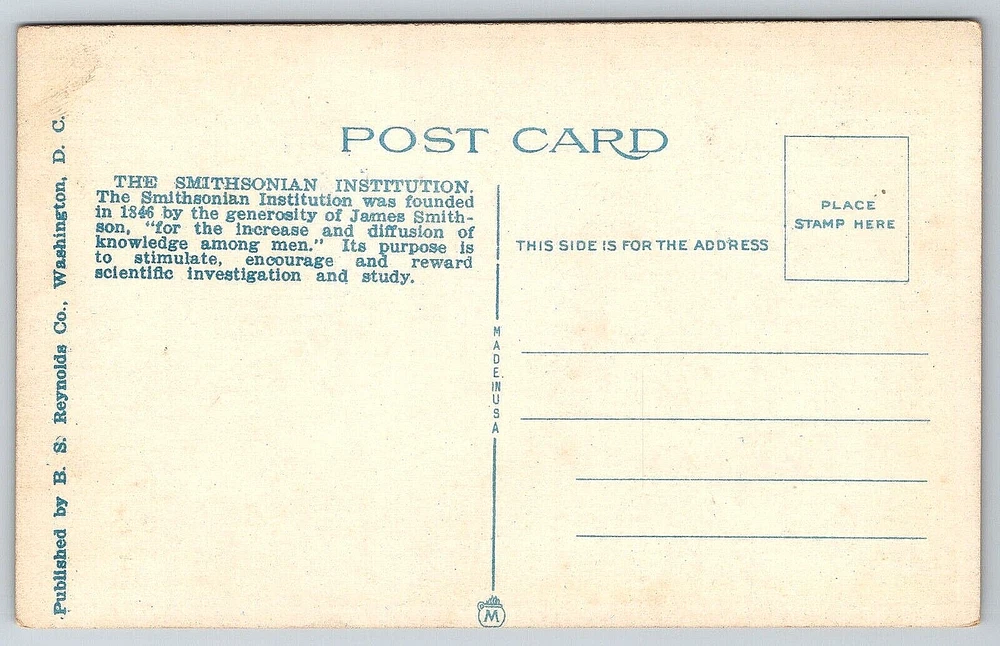 POST CARD
THE SMITHSONIAN INSTITUTION.
The Smithsonian Institution was founded
in 1846 by the generosity of James Smith-
son, "for the increase and diffusion of
knowledge among men." Its purpose is
to stimulate, encourage and reward
scientific investigation and study.
THIS SIDE IS FOR THE ADDRESS
PLACE
STAMP HERE
MADE IN USA
M
Published by B. S. Reynolds Co., Washington, D. C.